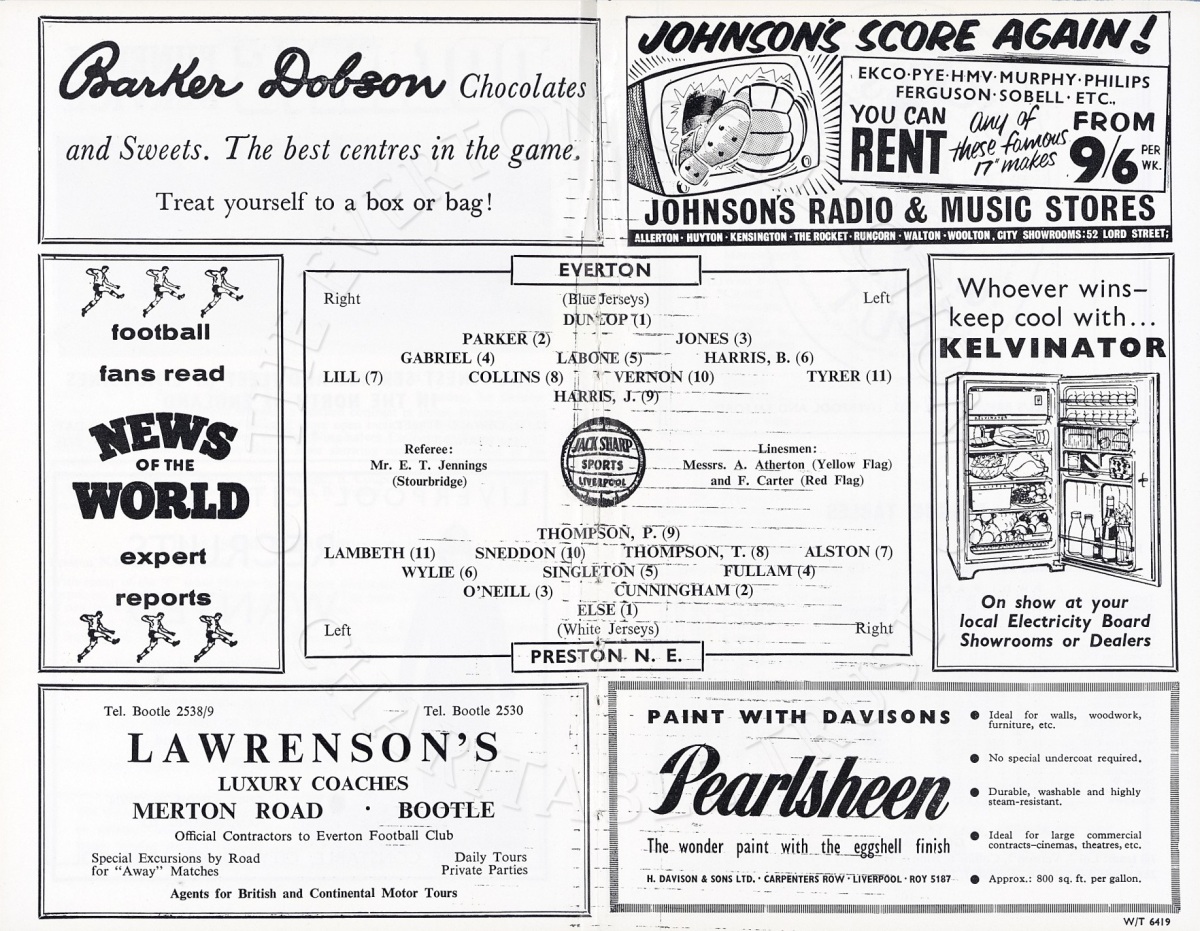 Barker Dobson Chocolates
and Sweets. The best centres in the game.
Treat yourself to a box or bag!
JOHNSON'S SCORE AGAIN!
EKCO·PYE·HMV·MURPHY·PHILIPS
FERGUSON·SOBELL·ETC.,
YOU CAN RENT
any of these famous 17" makes
FROM 9/6 PER WK.
JOHNSON'S RADIO & MUSIC STORES
ALLERTON · HUYTON · KENSINGTON · THE ROCKET · RUNCORN · WALTON · WOOLTON, CITY SHOWROOMS: 52 LORD STREET;
football
fans read
NEWS
OF THE
WORLD
expert
reports
EVERTON
Right (Blue Jerseys) Left
DUNLOP (1)
PARKER (2) JONES (3)
GABRIEL (4) LABONE (5) HARRIS, B. (6)
LILL (7) COLLINS (8) VERNON (10) TYRER (11)
HARRIS, J. (9)
Referee:
Mr. E. T. Jennings
(Stourbridge)
JACK SHARP
SPORTS
LIVERPOOL
Linesmen:
Messrs. A. Atherton (Yellow Flag)
and F. Carter (Red Flag)
THOMPSON, P. (9)
LAMBETH (11) SNEDDON (10) THOMPSON, T. (8) ALSTON (7)
WYLIE (6) SINGLETON (5) FULLAM (4)
O'NEILL (3) CUNNINGHAM (2)
ELSE (1)
Left (White Jerseys) Right
PRESTON N. E.
Whoever wins–
keep cool with...
KELVINATOR
On show at your
local Electricity Board
Showrooms or Dealers
Tel. Bootle 2538/9 Tel. Bootle 2530
LAWRENSON'S
LUXURY COACHES
MERTON ROAD · BOOTLE
Official Contractors to Everton Football Club
Special Excursions by Road
for "Away" Matches
Daily Tours
Private Parties
Agents for British and Continental Motor Tours
PAINT WITH DAVISONS
Pearlsheen
The wonder paint with the eggshell finish
H. DAVISON & SONS LTD. · CARPENTERS ROW · LIVERPOOL · ROY 5187
● Ideal for walls, woodwork,
furniture, etc.
● No special undercoat required.
● Durable, washable and highly
steam-resistant.
● Ideal for large commercial
contracts–cinemas, theatres, etc.
● Approx.: 800 sq. ft. per gallon.
W/T 6419